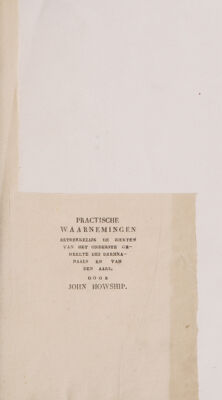 PRACTISCHE
WAARNEMINGEN
BETREKKELIJK DE ZIEKTEN
VAN HET ONDERSTE GE-
DEELTE DES DARMKA-
NAALS EN VAN
DEN AARS,
DOOR
JOHN HOWSHIP.